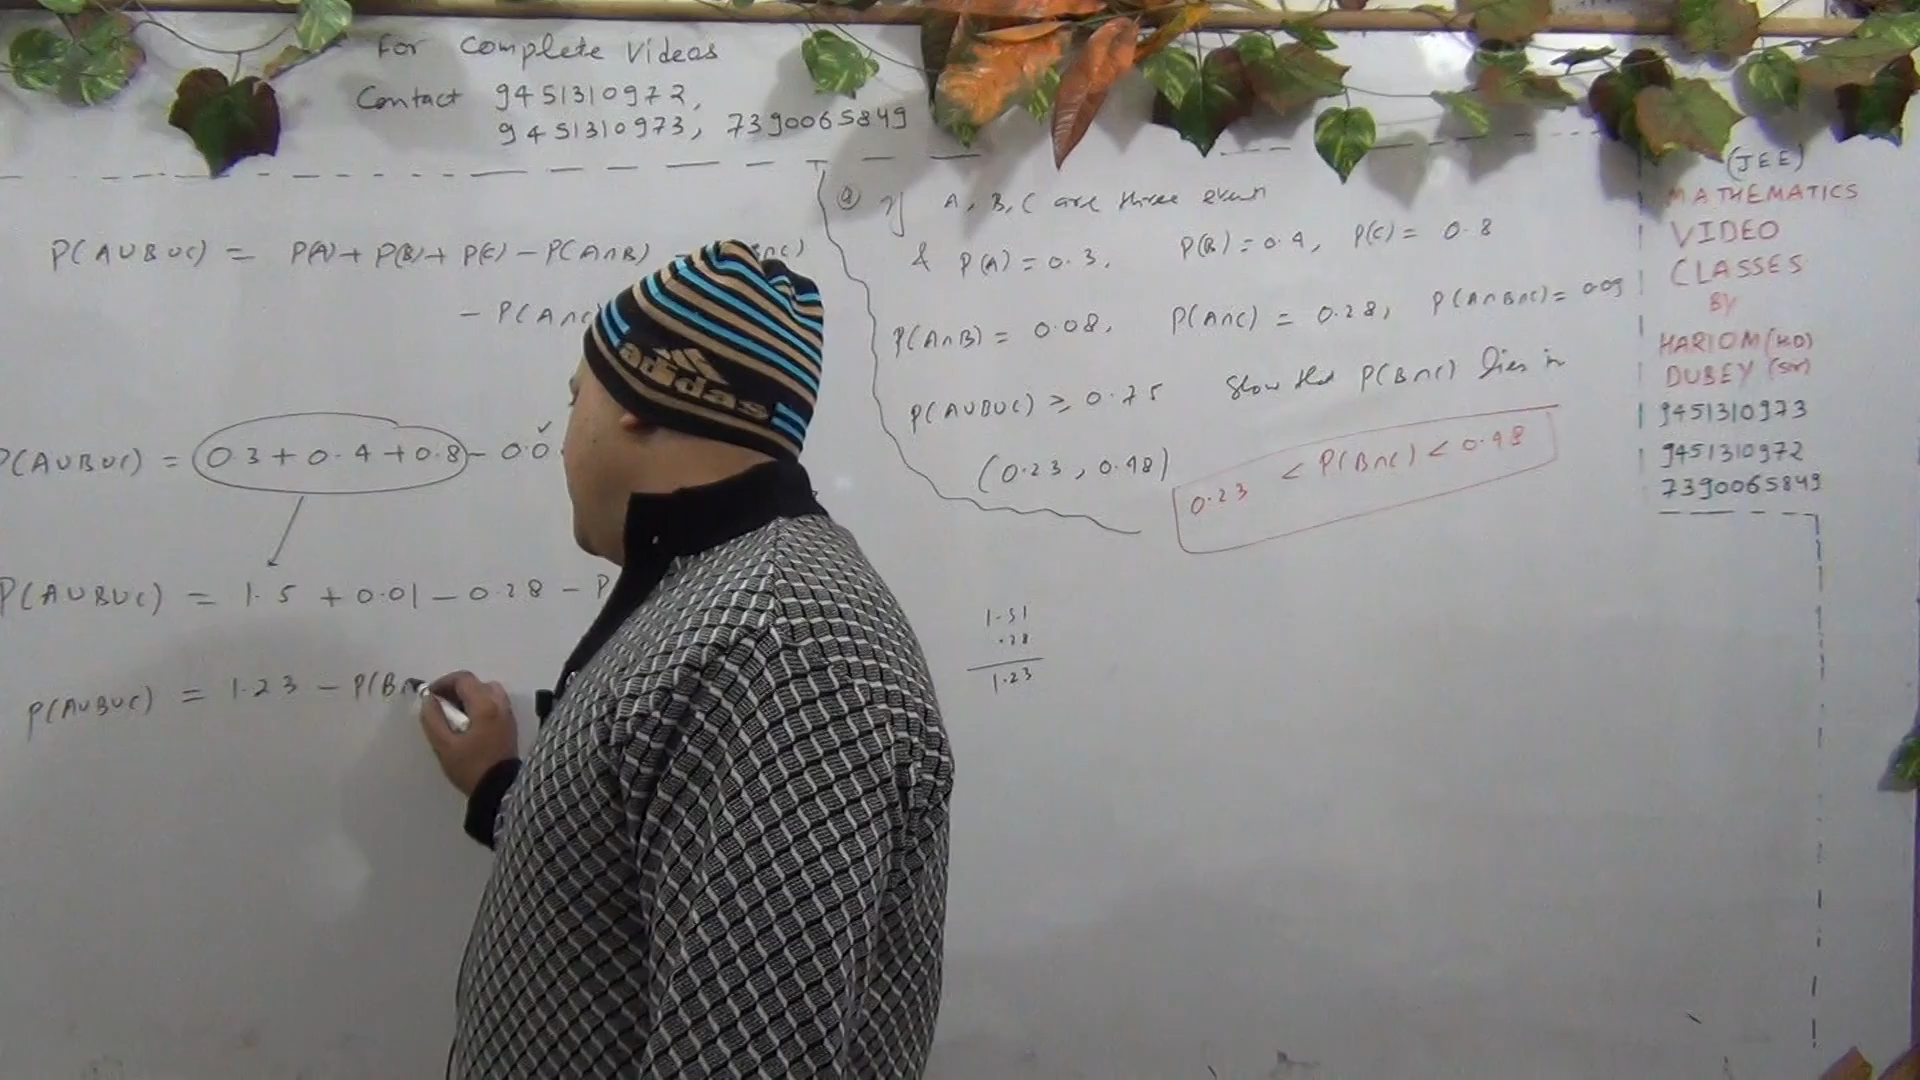 For Complete Videos
Contact 9451310972,
9451310973, 7390065849
P(A∪B∪C) = P(A)+P(B)+P(C)-P(A∩B) B∩C)
- P(A∩C
P(A∪B∪C) = 0.3+0.4+0.8- 0.0
P(A∪B∪C) = 1.5 + 0.01 - 0.28 - P
P(A∪B∪C) = 1.23 - P(B∩
Q If A, B, C are three even
& P(A) = 0.3, P(B) = 0.4, P(C) = 0.8
P(A∩B) = 0.08, P(A∩C) = 0.28, P(A∩B∩C) = 0.09
P(A∪B∪C) ≥ 0.75 Show that P(B∩C) lies in
(0.23, 0.48)
0.23 < P(B∩C) < 0.48
1.51
.28
1.23
(JEE)
MATHEMATICS
VIDEO
CLASSES
BY
HARIOM (KD)
DUBEY (Sir)
9451310973
9451310972
7390065849
adidas